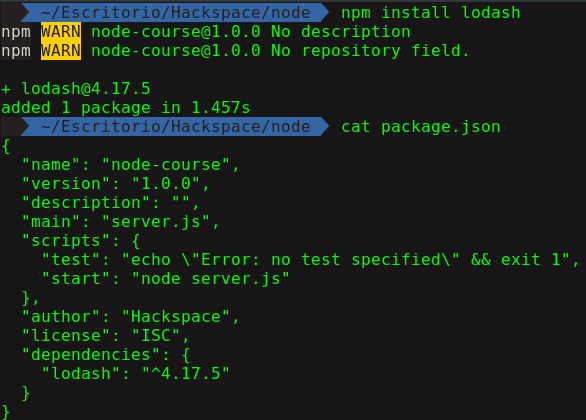 ~/Escritorio/Hackspace/node npm install lodash
npm WARN node-course@1.0.0 No description
npm WARN node-course@1.0.0 No repository field.
+ lodash@4.17.5
added 1 package in 1.457s
~/Escritorio/Hackspace/node cat package.json
{
  "name": "node-course",
  "version": "1.0.0",
  "description": "",
  "main": "server.js",
  "scripts": {
    "test": "echo \"Error: no test specified\" && exit 1",
    "start": "node server.js"
  },
  "author": "Hackspace",
  "license": "ISC",
  "dependencies": {
    "lodash": "^4.17.5"
  }
}